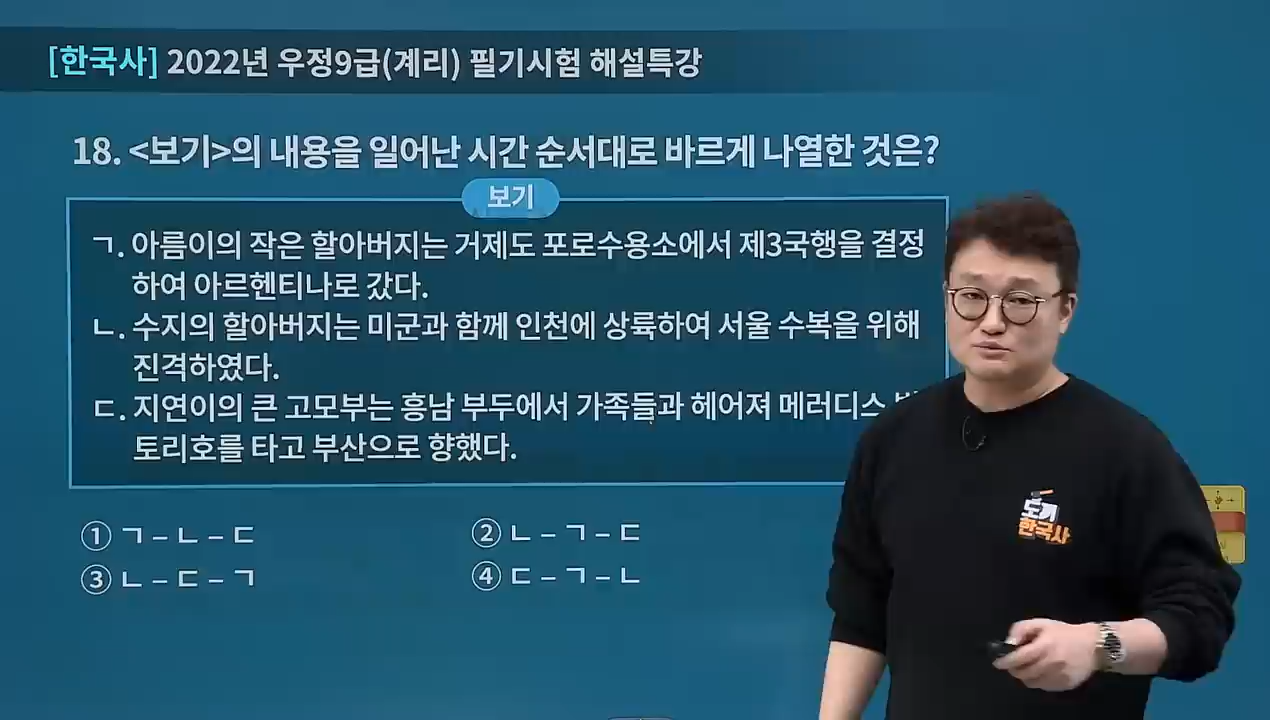 [한국사] 2022년 우정9급(계리) 필기시험 해설특강
18. <보기>의 내용을 일어난 시간 순서대로 바르게 나열한 것은?
보기
ㄱ. 아름이의 작은 할아버지는 거제도 포로수용소에서 제3국행을 결정
하여 아르헨티나로 갔다.
ㄴ. 수지의 할아버지는 미군과 함께 인천에 상륙하여 서울 수복을 위해
진격하였다.
ㄷ. 지연이의 큰 고모부는 흥남 부두에서 가족들과 헤어져 메러디스
토리호를 타고 부산으로 향했다.
① ㄱ – ㄴ – ㄷ
② ㄴ – ㄱ – ㄷ
③ ㄴ – ㄷ – ㄱ
④ ㄷ – ㄱ – ㄴ
도끼
한국사